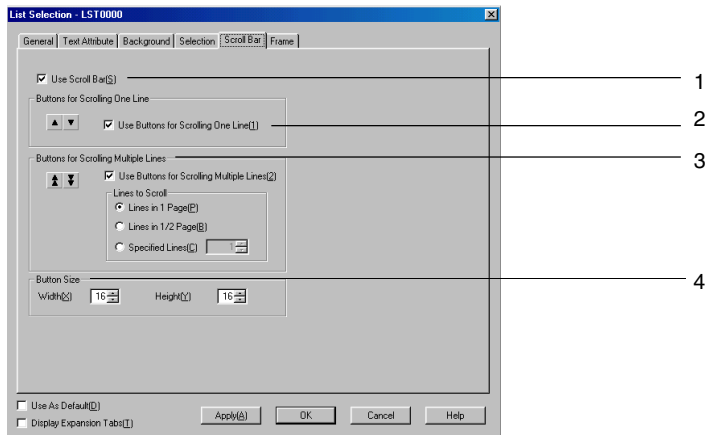 List Selection - LST0000
General Text Attribute Background Selection Scroll Bar Frame
Use Scroll Bar(S)
1
Buttons for Scrolling One Line
Use Buttons for Scrolling One Line(1)
2
Buttons for Scrolling Multiple Lines
3
Use Buttons for Scrolling Multiple Lines(2)
Lines to Scroll
Lines in 1 Page(P)
Lines in 1/2 Page(B)
Specified Lines(C) 1
Button Size
4
Width(X) 16 Height(Y) 16
Use As Default(D)
Display Expansion Tabs(T)
Apply(A) OK Cancel Help